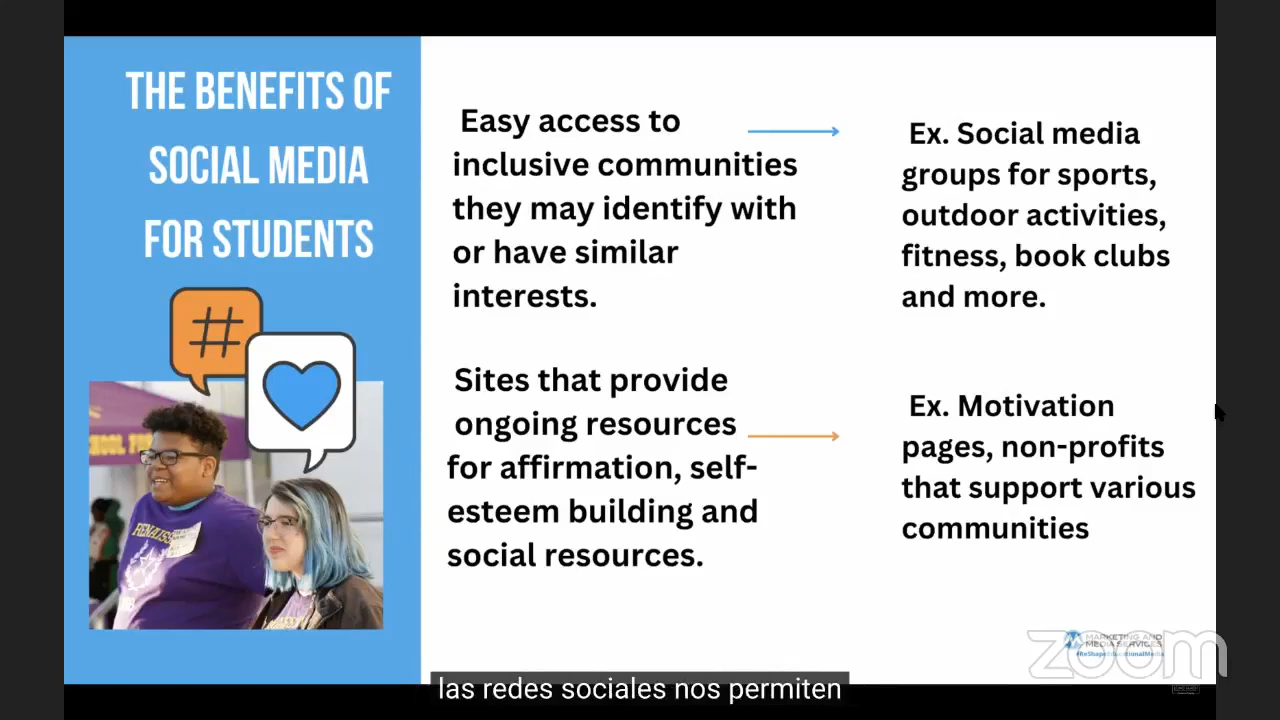 THE BENEFITS OF
SOCIAL MEDIA
FOR STUDENTS
#
Easy access to
inclusive communities
they may identify with
or have similar
interests.
Ex. Social media
groups for sports,
outdoor activities,
fitness, book clubs
and more.
Sites that provide
ongoing resources
for affirmation, self-
esteem building and
social resources.
Ex. Motivation
pages, non-profits
that support various
communities
MARKETING AND
MEDIA SERVICES
#ReShapeEducationalMedia
zoom
las redes sociales nos permiten